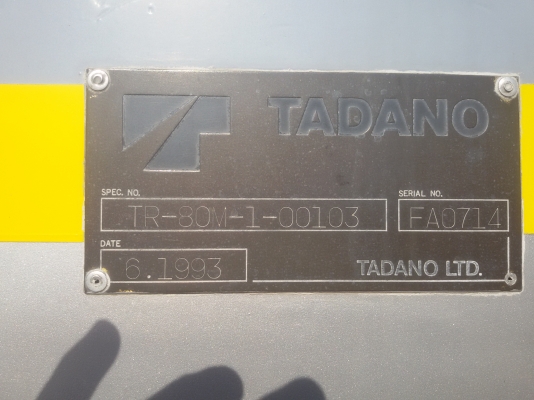 TADANO
SPEC. NO.
TR-80M-1-00103
SERIAL NO.
FA0714
DATE
6.1993
TADANO LTD.